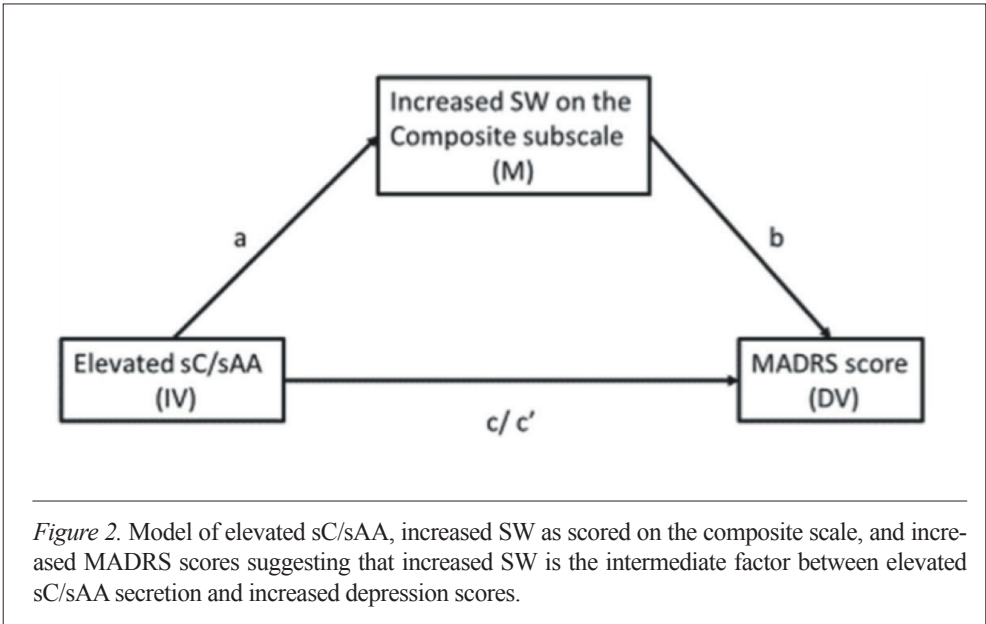 Increased SW on the
Composite subscale
(M)
a
b
Elevated sC/sAA
(IV)
MADRS score
(DV)
c/ c’
Figure 2. Model of elevated sC/sAA, increased SW as scored on the composite scale, and incre-
ased MADRS scores suggesting that increased SW is the intermediate factor between elevated
sC/sAA secretion and increased depression scores.